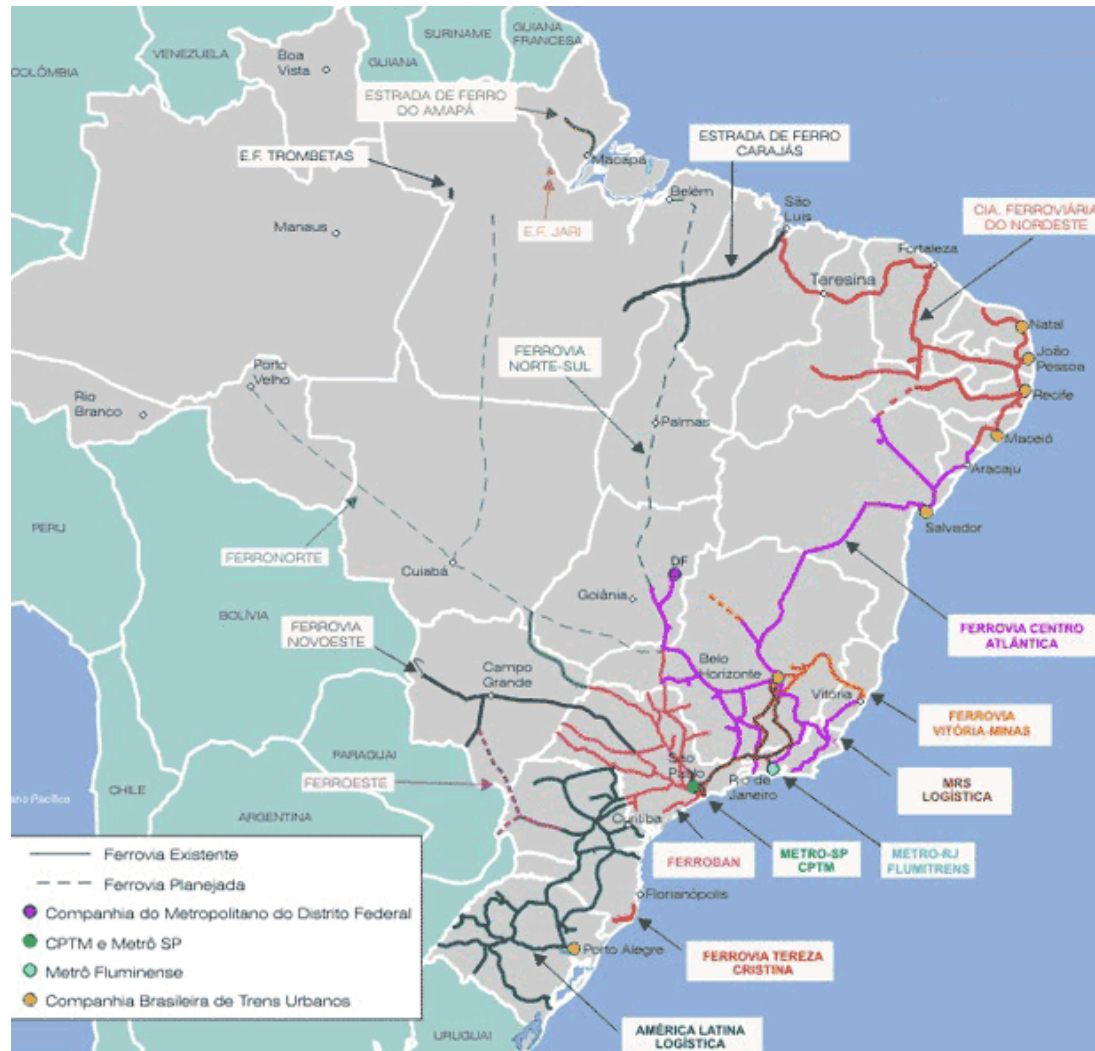 GUIANA
FRANCESA
SURINAME
VENEZUELA
GUIANA
COLÔMBIA
Boa
Vista
ESTRADA DE FERRO
DO AMAPÁ
E.F. TROMBETAS
Macapá
ESTRADA DE FERRO
CARAJÁS
Belém
São
Luis
CIA. FERROVIÁRIA
DO NORDESTE
Manaus
E.F. JARI
Fortaleza
Teresina
Natal
João
Pessoa
Recife
FERROVIA
NORTE-SUL
Porto
Velho
Rio
Branco
Palmas
Maceió
Aracaju
Salvador
PERU
FERRONORTE
Cuiabá
DF
Goiânia
BOLÍVIA
FERROVIA
NOVOESTE
FERROVIA CENTRO
ATLÂNTICA
Campo
Grande
Belo
Horizonte
Vitória
FERROVIA
VITÓRIA-MINAS
PARAGUAI
FERROESTE
São
Paulo
Rio de
Janeiro
MRS
LOGÍSTICA
CHILE
ano Pacífico
ARGENTINA
Curitiba
FERROBAN
METRO-SP
CPTM
METRO-RJ
FLUMITRENS
Ferrovia Existente
Ferrovia Planejada
Companhia do Metropolitano do Distrito Federal
CPTM e Metrô SP
Metrô Fluminense
Companhia Brasileira de Trens Urbanos
Florianópolis
Porto Alegre
FERROVIA TEREZA
CRISTINA
AMÉRICA LATINA
LOGÍSTICA
URUGUAI